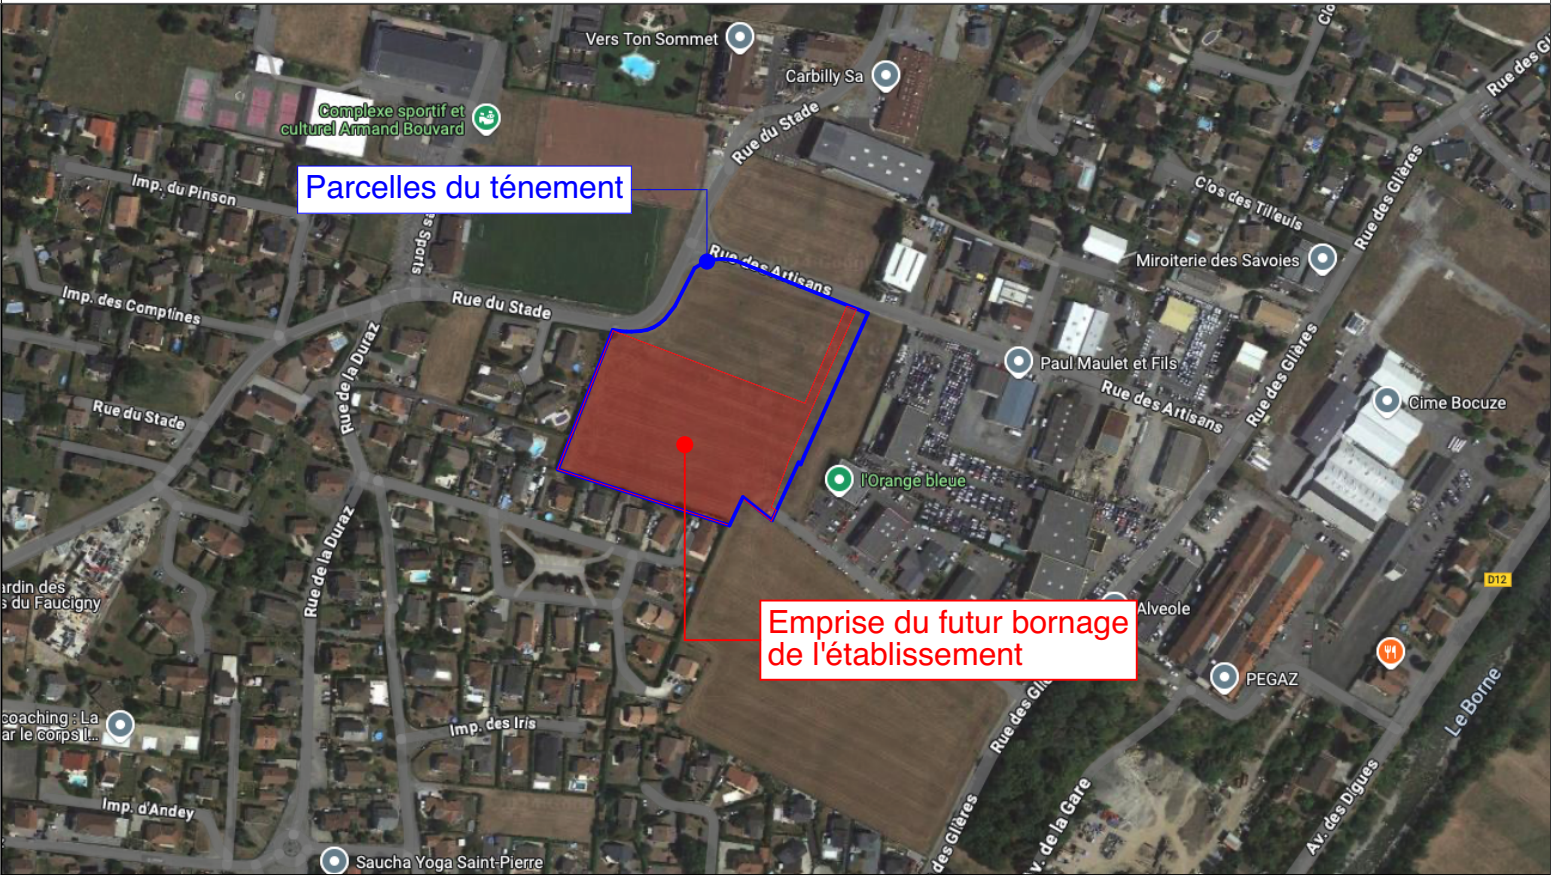 Vers Ton Sommet
Carbilly Sa
Complexe sportif et
culturel Armand Bouvard
Rue du Stade
Parcelles du ténement
Imp. du Pinson
Sports
Rue des Artisans
Clos des Tilleuls
Rue des Glières
Miroiterie des Savoies
Imp. des Comptines
Rue du Stade
Rue de la Duraz
Paul Maulet et Fils
Rue des Artisans
Rue des Glières
Cime Bocuze
Rue du Stade
l'Orange bleue
Rue de la Duraz
D12
ardin des
s du Faucigny
Alveole
Emprise du futur bornage
de l'établissement
PEGAZ
Le Borne
coaching : La
ar le corps l...
Imp. des Iris
Imp. d'Andey
Av. des Digues
v. de la Gare
des Glières
Saucha Yoga Saint-Pierre